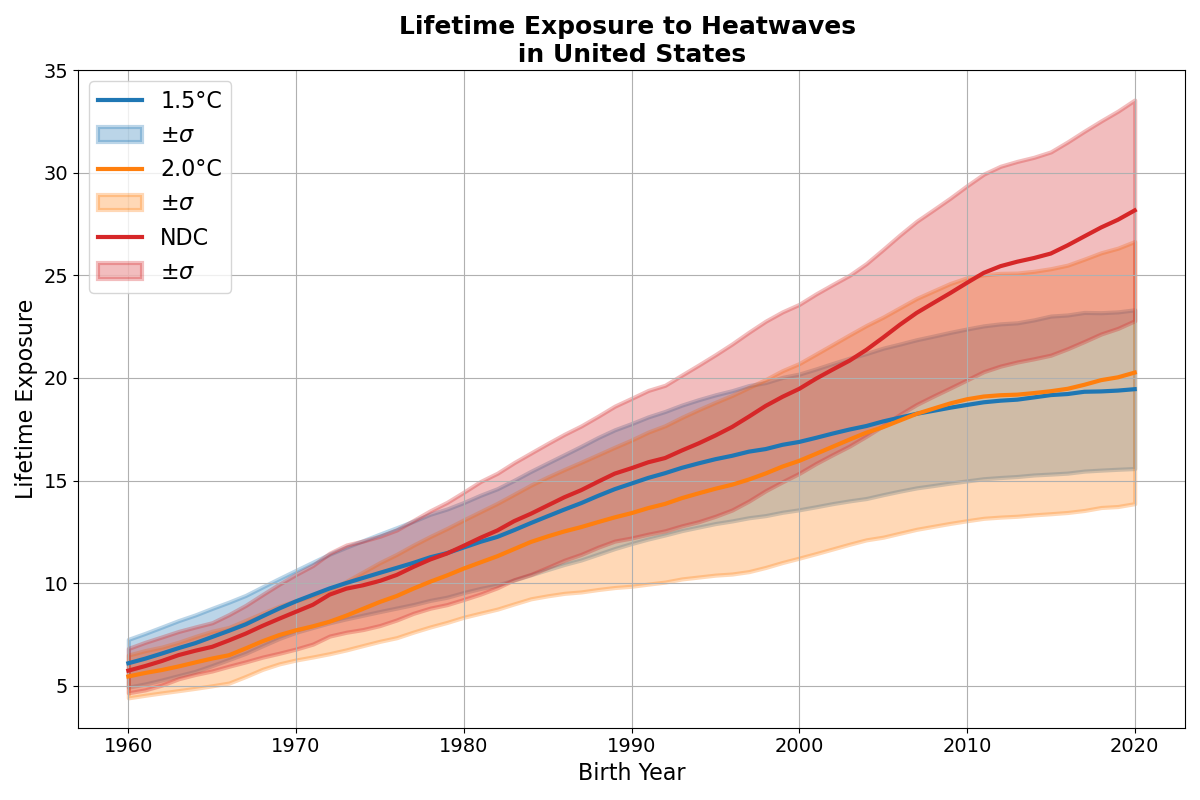 Lifetime Exposure to Heatwaves
in United States
35
30
25
20
15
10
5
Lifetime Exposure
1.5°C
±σ
2.0°C
±σ
NDC
±σ
1960
1970
1980
1990
2000
2010
2020
Birth Year